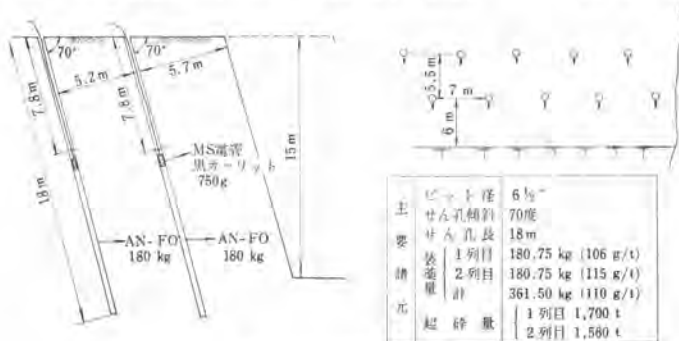 70°
70°
5.2m
5.7m
7.8m
7.8m
18m
15m
MS電管
黒カーリット
750g
AN-FO
180 kg
AN-FO
180 kg
5.5m
7 m
6 m
主要諸元
ビット径 6½"
せん孔傾斜 70度
せん孔長 18m
装薬量
1列目 180.75 kg (106 g/t)
2列目 180.75 kg (115 g/t)
計 361.50 kg (110 g/t)
起砕量
1列目 1,700 t
2列目 1,560 t